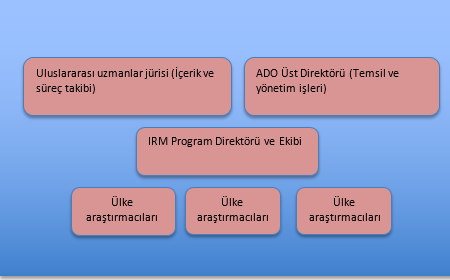 Uluslararası uzmanlar jürisi (İçerik ve
süreç takibi)
ADO Üst Direktörü (Temsil ve
yönetim işleri)
IRM Program Direktörü ve Ekibi
Ülke
araştırmacıları
Ülke
araştırmacıları
Ülke
araştırmacıları